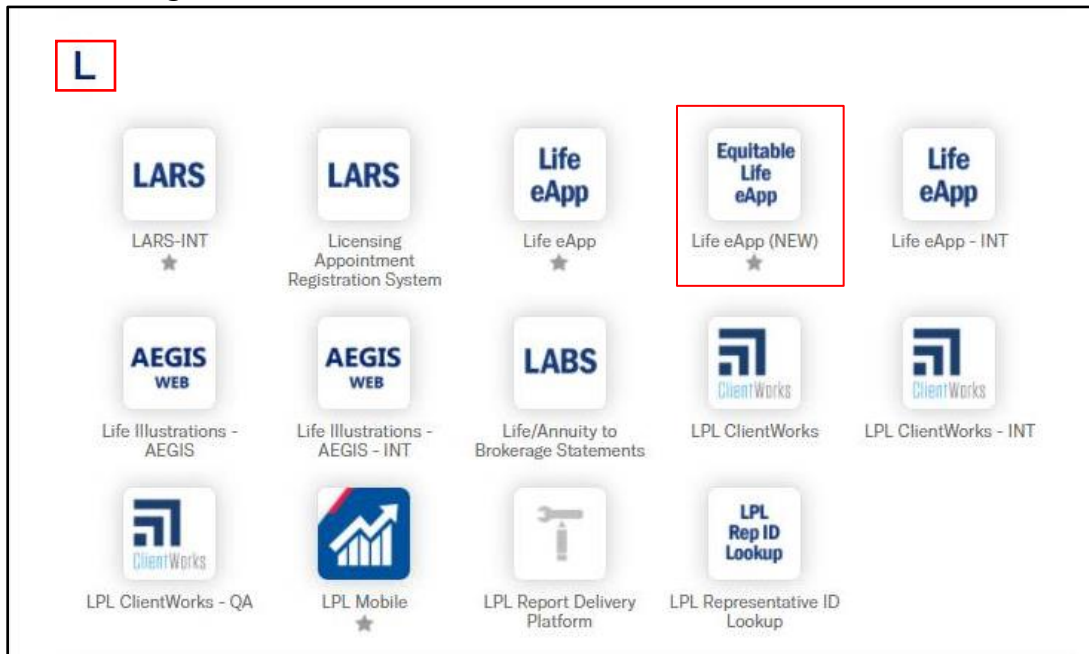 L
LARS
LARS
Life
eApp
Equitable
Life
eApp
Life
eApp
LARS-INT
Licensing
Appointment
Registration System
Life eApp
Life eApp (NEW)
Life eApp - INT
AEGIS
WEB
AEGIS
WEB
LABS
ClientWorks
ClientWorks
Life Illustrations -
AEGIS
Life Illustrations -
AEGIS - INT
Life/Annuity to
Brokerage Statements
LPL ClientWorks
LPL ClientWorks - INT
ClientWorks
LPL
Rep ID
Lookup
LPL ClientWorks - QA
LPL Mobile
LPL Report Delivery
Platform
LPL Representative ID
Lookup